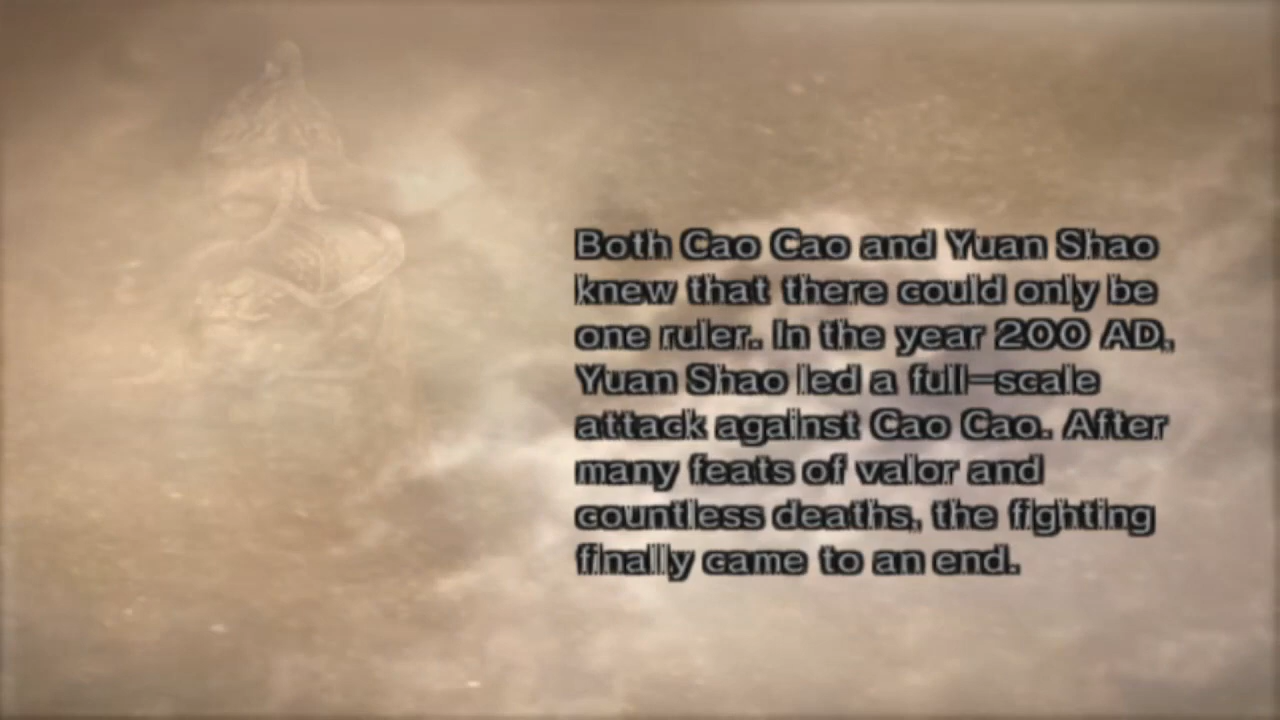 Both Cao Cao and Yuan Shao
knew that there could only be
one ruler. In the year 200 AD,
Yuan Shao led a full-scale
attack against Cao Cao. After
many feats of valor and
countless deaths, the fighting
finally came to an end.